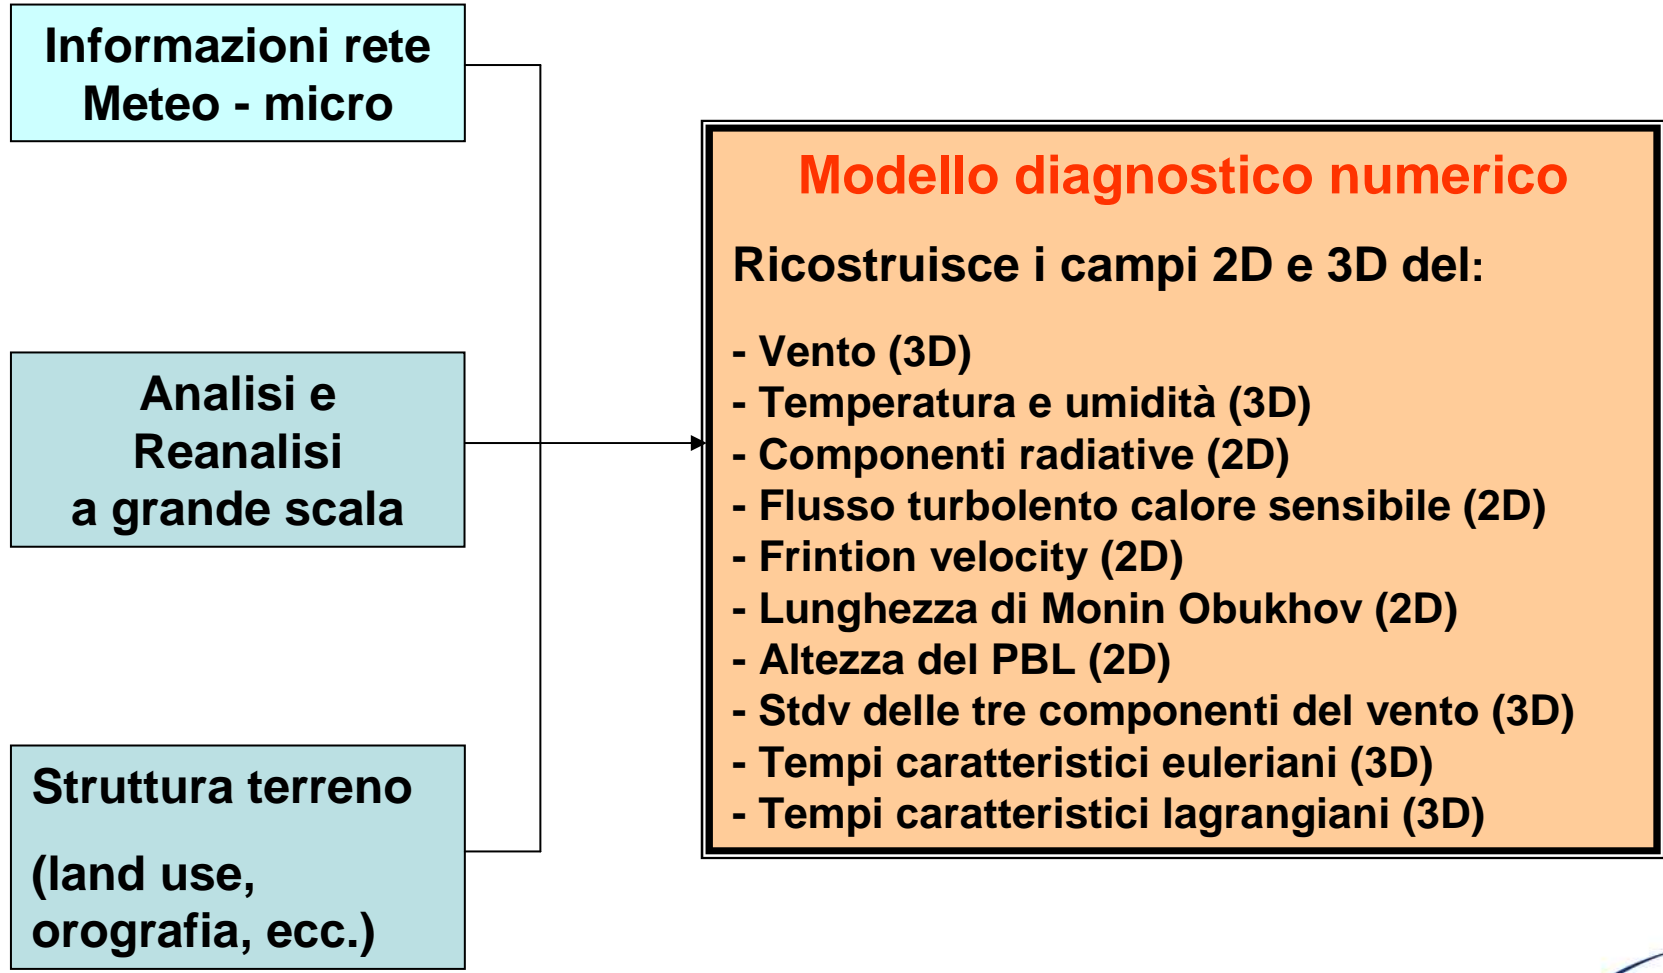 Informazioni rete
Meteo - micro
Analisi e
Reanalisi
a grande scala
Struttura terreno
(land use,
orografia, ecc.)
Modello diagnostico numerico
Ricostruisce i campi 2D e 3D del:
- Vento (3D)
- Temperatura e umidità (3D)
- Componenti radiative (2D)
- Flusso turbolento calore sensibile (2D)
- Frintion velocity (2D)
- Lunghezza di Monin Obukhov (2D)
- Altezza del PBL (2D)
- Stdv delle tre componenti del vento (3D)
- Tempi caratteristici euleriani (3D)
- Tempi caratteristici lagrangiani (3D)